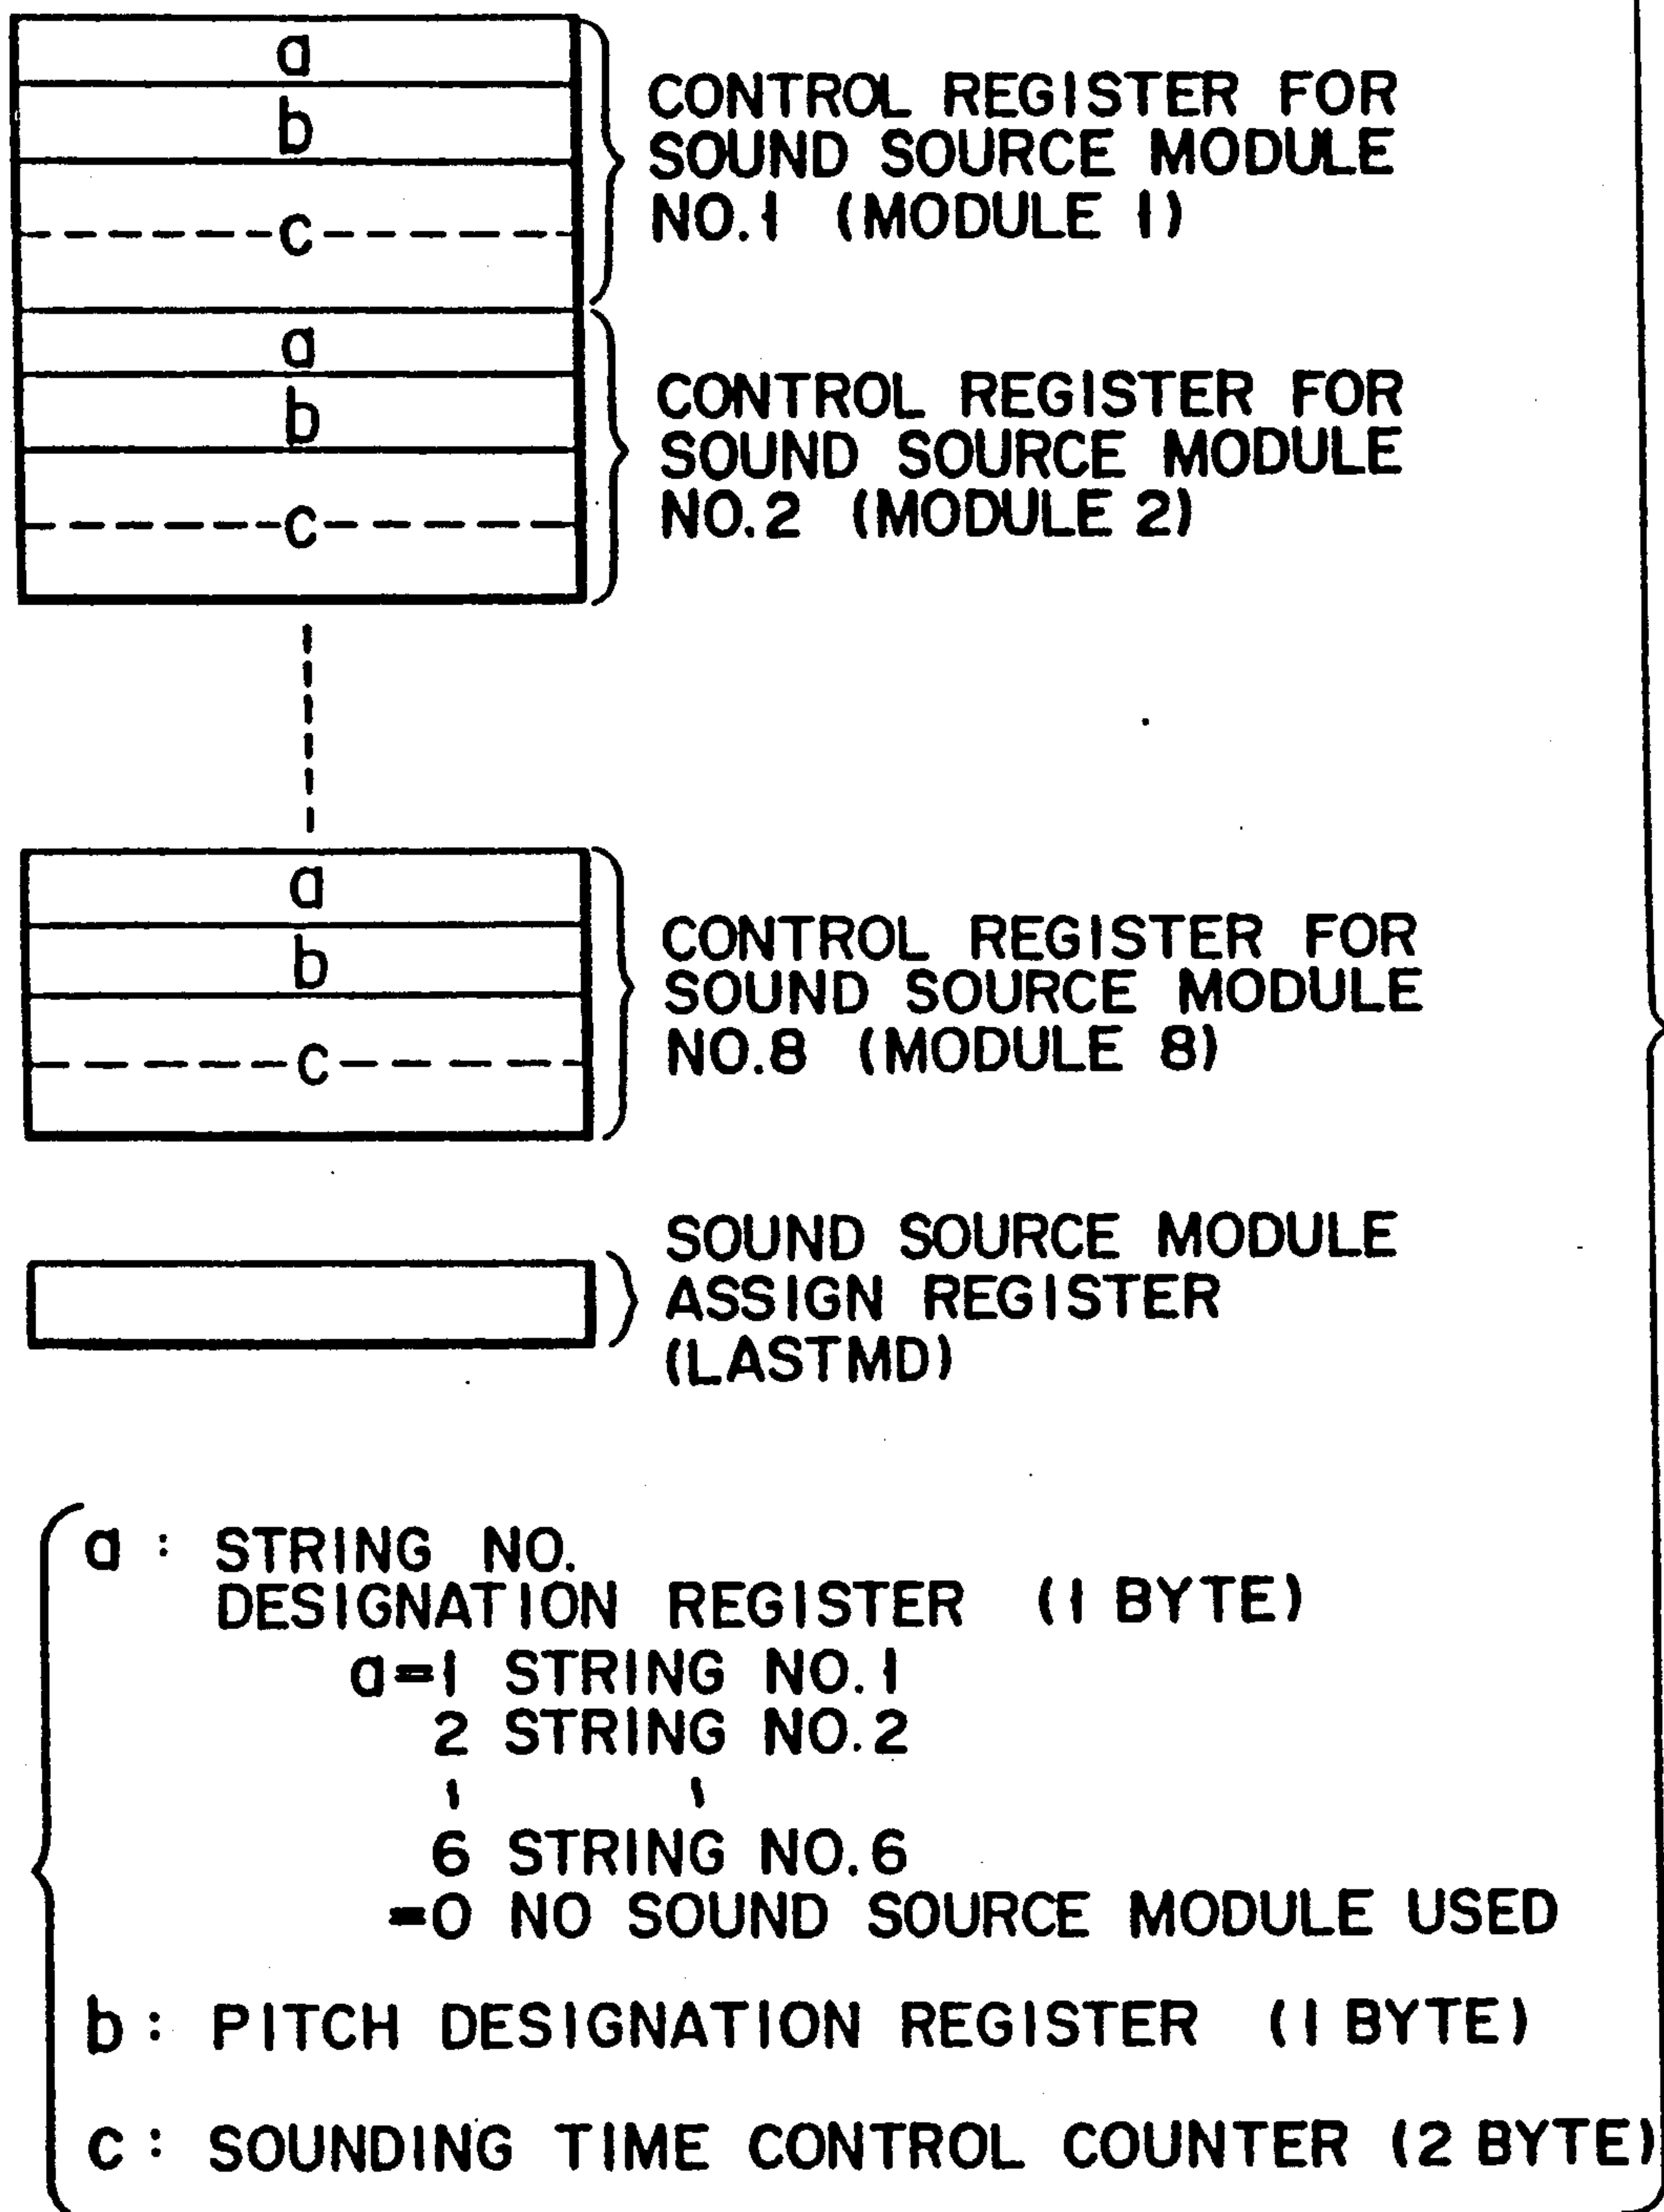 a
b
c
CONTROL REGISTER FOR
SOUND SOURCE MODULE
NO.1 (MODULE 1)
a
b
c
CONTROL REGISTER FOR
SOUND SOURCE MODULE
NO.2 (MODULE 2)
a
b
c
CONTROL REGISTER FOR
SOUND SOURCE MODULE
NO.8 (MODULE 8)
SOUND SOURCE MODULE
ASSIGN REGISTER
(LASTMD)
a : STRING NO.
DESIGNATION REGISTER (1 BYTE)
a=1 STRING NO.1
2 STRING NO.2
6 STRING NO.6
=0 NO SOUND SOURCE MODULE USED
b : PITCH DESIGNATION REGISTER (1 BYTE)
c : SOUNDING TIME CONTROL COUNTER (2 BYTE)